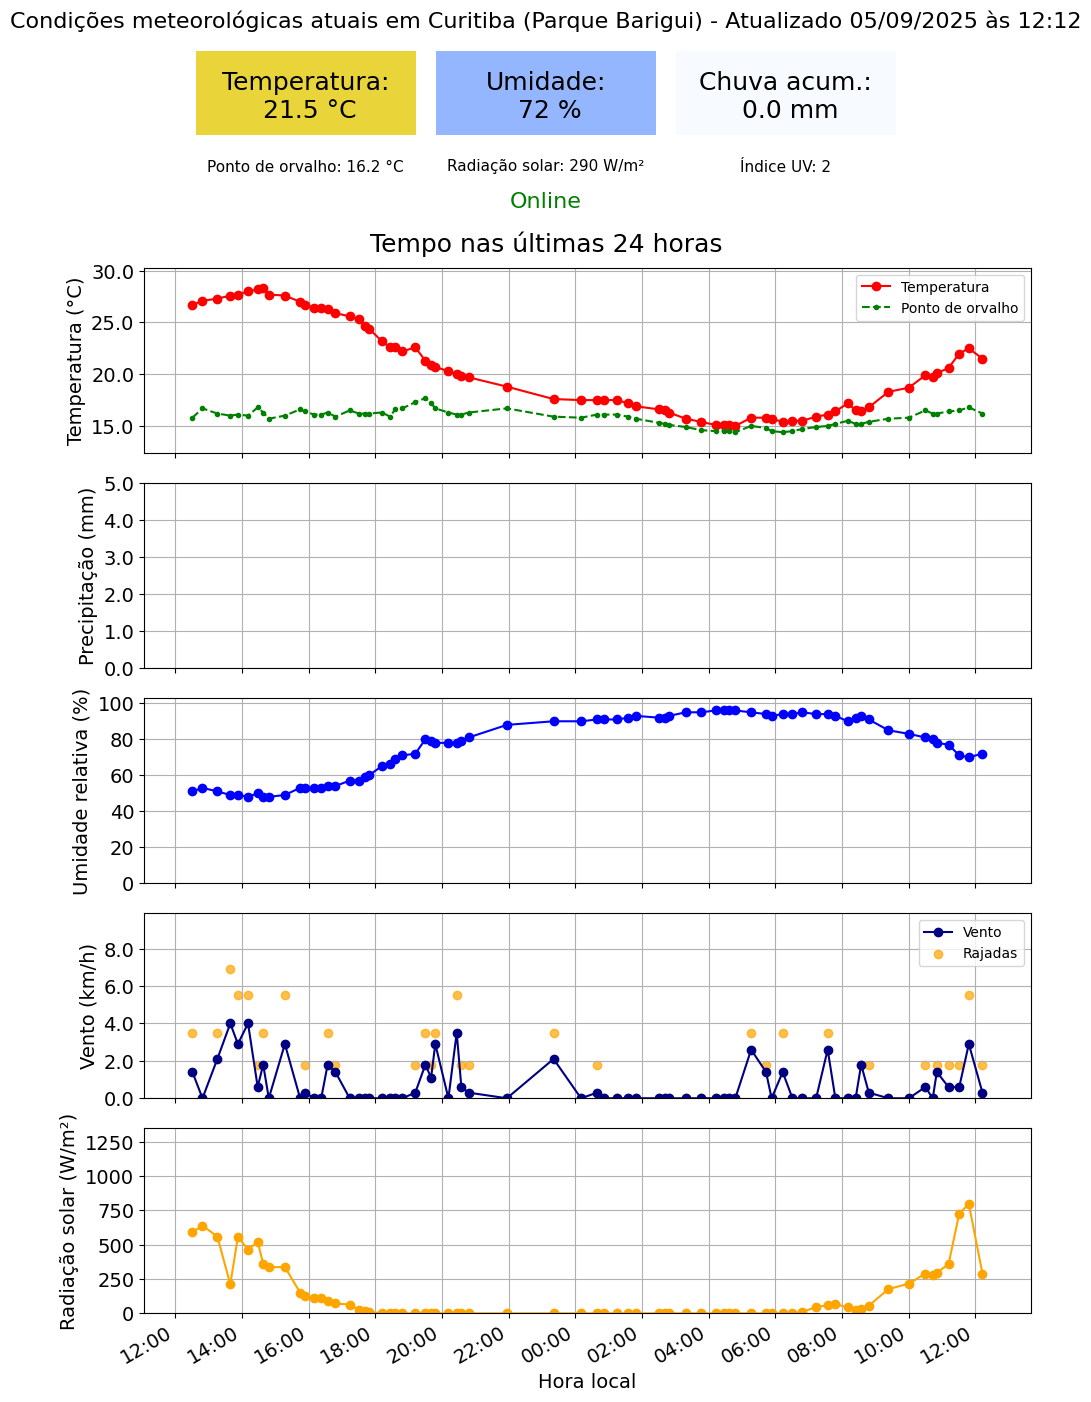 Condições meteorológicas atuais em Curitiba (Parque Barigui) - Atualizado 05/09/2025 às 12:12
Temperatura:
21.5 °C
Umidade:
72 %
Chuva acum.:
0.0 mm
Ponto de orvalho: 16.2 °C
Radiação solar: 290 W/m²
Índice UV: 2
Online
Tempo nas últimas 24 horas
Temperatura (°C)
30.0
25.0
20.0
15.0
Temperatura
Ponto de orvalho
Precipitação (mm)
5.0
4.0
3.0
2.0
1.0
0.0
Umidade relativa (%)
100
80
60
40
20
0
Vento (km/h)
8.0
6.0
4.0
2.0
0.0
Vento
Rajadas
Radiação solar (W/m²)
1250
1000
750
500
250
0
12:00
14:00
16:00
18:00
20:00
22:00
00:00
02:00
04:00
06:00
08:00
10:00
12:00
Hora local